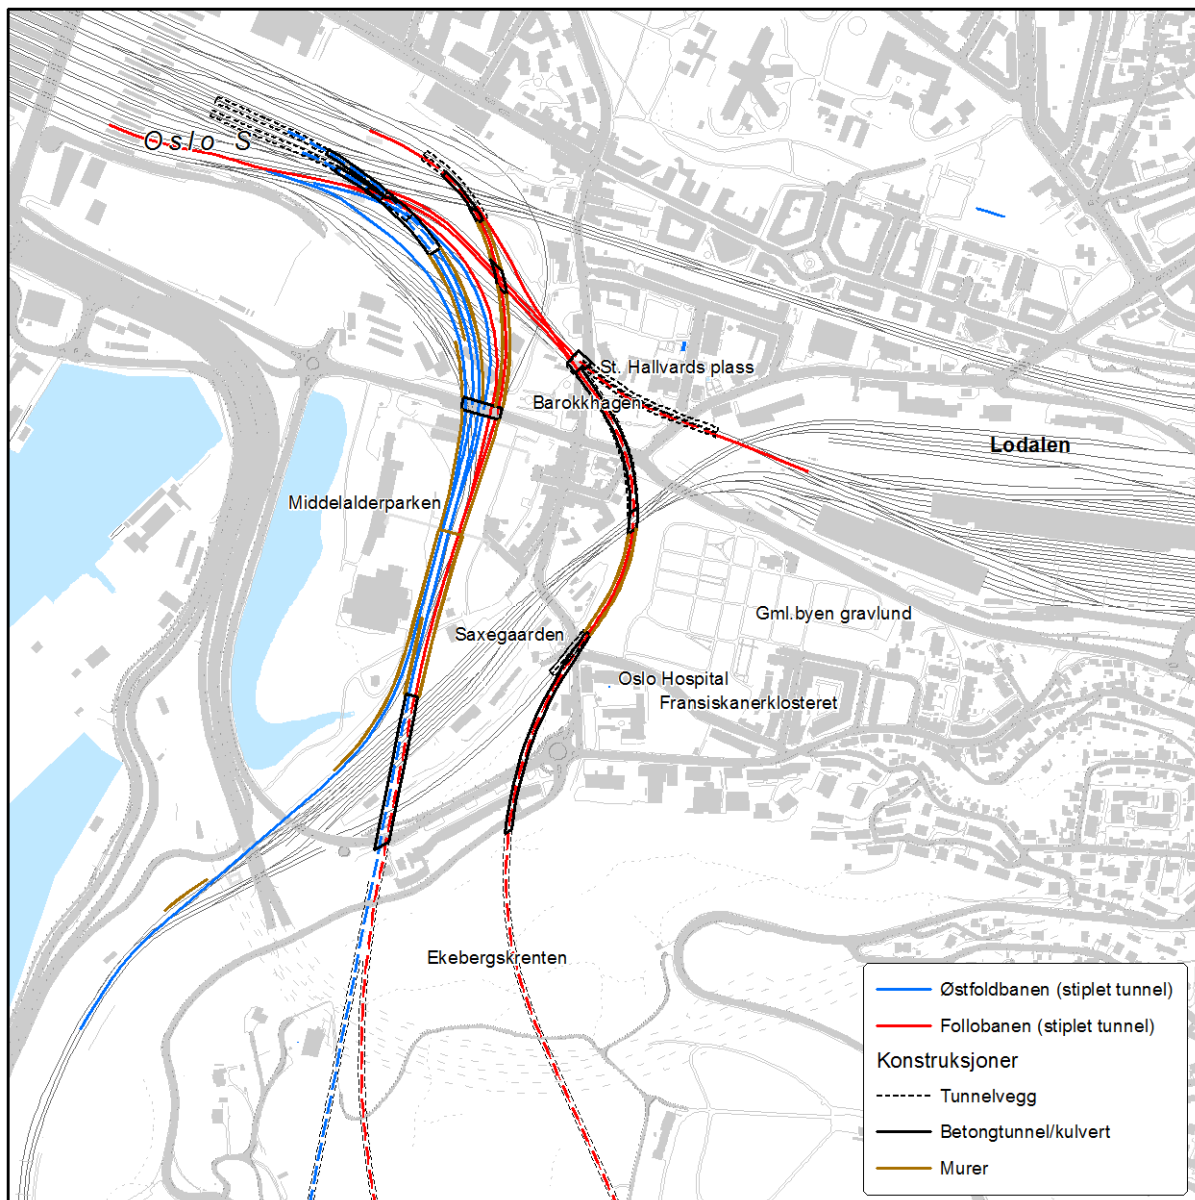 Oslo S
St. Hallvards plass
Barokkhagen
Lodalen
Middelalderparken
Gml.byen gravlund
Saxegaarden
Oslo Hospital
Fransiskanerklosteret
Ekebergskrenten
Østfoldbanen (stiplet tunnel)
Follobanen (stiplet tunnel)
Konstruksjoner
Tunnelvegg
Betongtunnel/kulvert
Murer